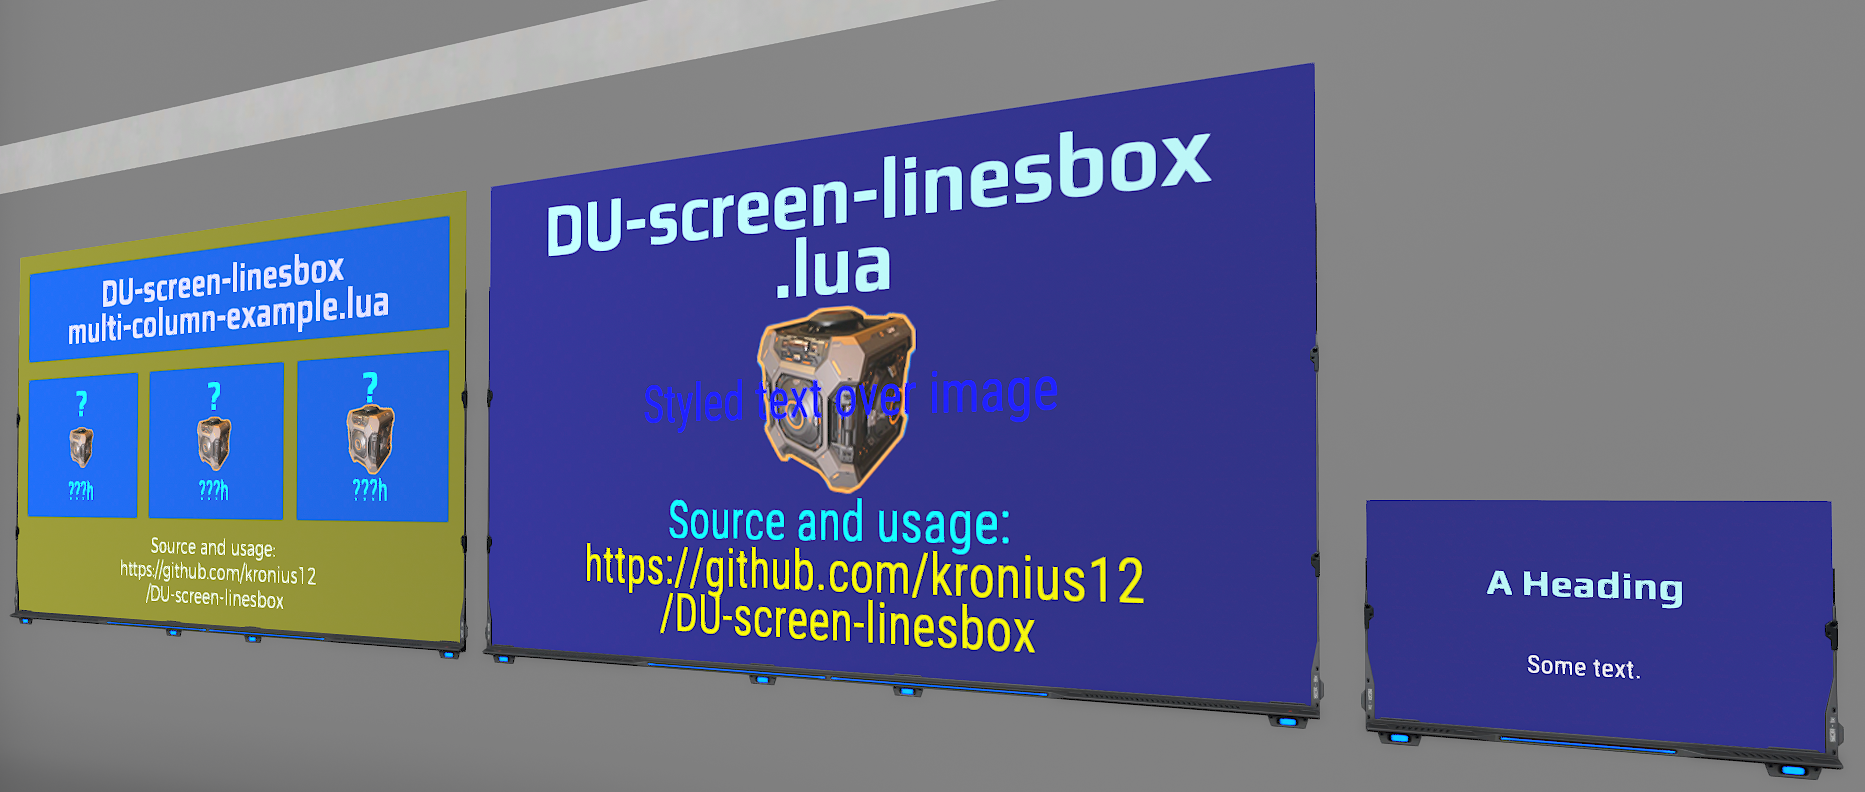 DU-screen-linesbox
multi-column-example.lua
?
???h
?
???h
?
???h
Source and usage:
https://github.com/kronius12
/DU-screen-linesbox
DU-screen-linesbox
.lua
Styled text over image
Source and usage:
https://github.com/kronius12
/DU-screen-linesbox
A Heading
Some text.